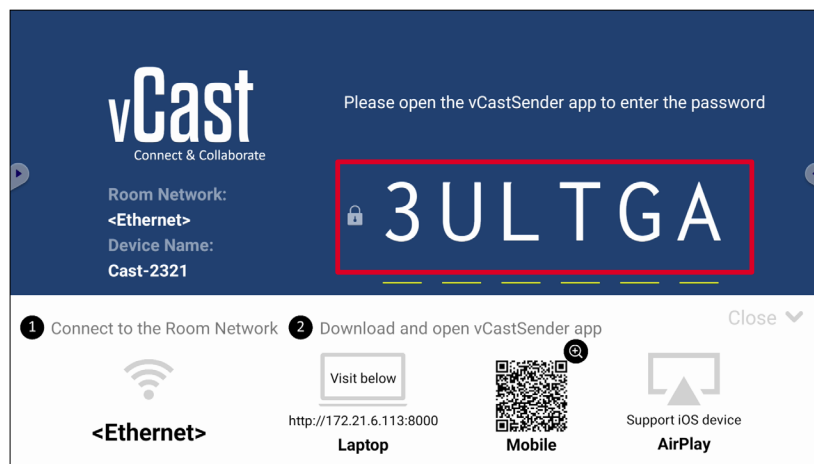 vCast
Connect & Collaborate
Please open the vCastSender app to enter the password
Room Network:
<Ethernet>
Device Name:
Cast-2321
3ULTGA
1 Connect to the Room Network
2 Download and open vCastSender app
Close
<Ethernet>
Visit below
http://172.21.6.113:8000
Laptop
Mobile
Support iOS device
AirPlay